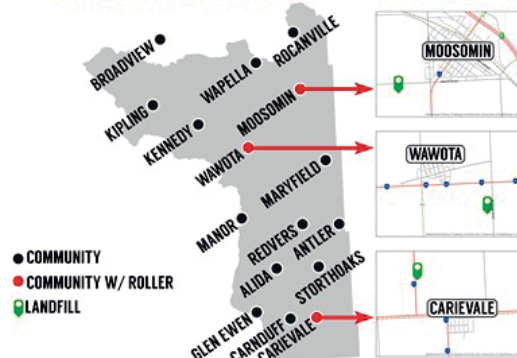 BROADVIEW
ROCANVILLE
WAPELLA
MOOSOMIN
MOOSOMIN
KIPLING
KENNEDY
WAWOTA
WAWOTA
MARYFIELD
MANOR
REDVERS
ANTLER
ALIDA
STORTHOAKS
COMMUNITY
COMMUNITY W/ ROLLER
LANDFILL
GLEN EWEN
CARNDUFF
CARIEVALE
CARIEVALE